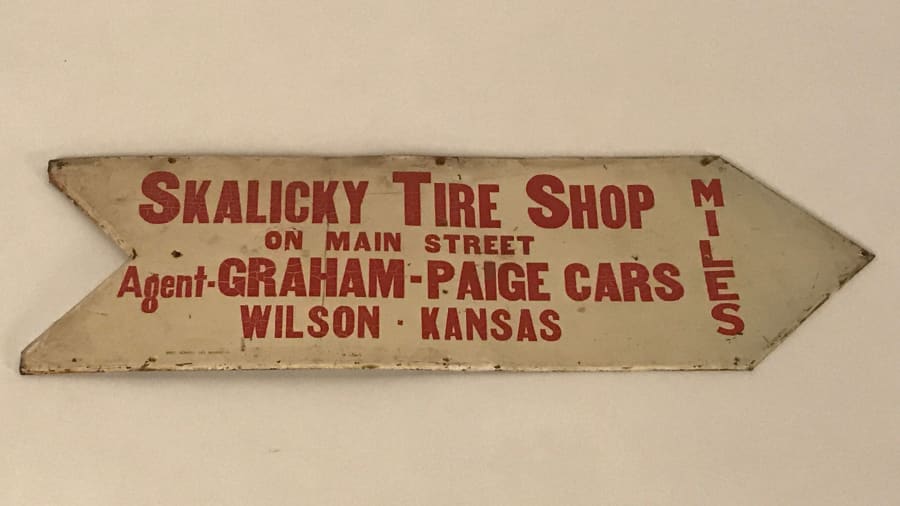 SKALICKY TIRE SHOP
ON MAIN STREET
Agent-GRAHAM-PAIGE CARS
WILSON · KANSAS
MILES